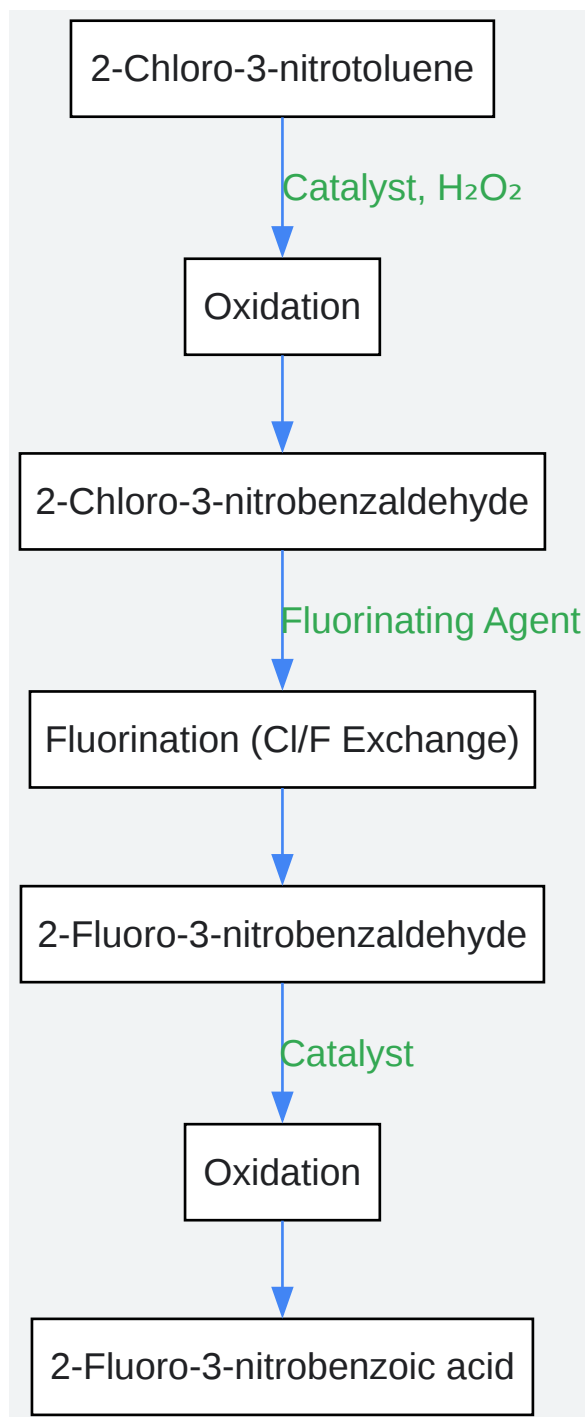 2-Chloro-3-nitrotoluene
Catalyst, H₂O₂
Oxidation
2-Chloro-3-nitrobenzaldehyde
Fluorinating Agent
Fluorination (Cl/F Exchange)
2-Fluoro-3-nitrobenzaldehyde
Catalyst
Oxidation
2-Fluoro-3-nitrobenzoic acid